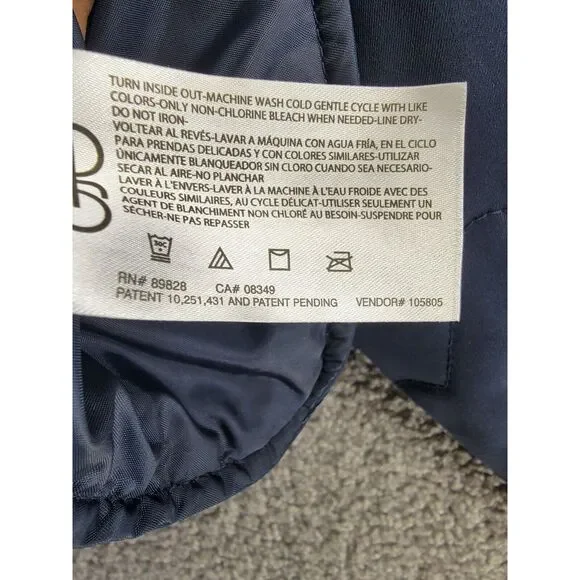 TURN INSIDE OUT-MACHINE WASH COLD GENTLE CYCLE WITH LIKE
COLORS-ONLY NON-CHLORINE BLEACH WHEN NEEDED-LINE DRY-
DO NOT IRON-
VOLTEAR AL REVÉS-LAVAR A MÁQUINA CON AGUA FRÍA, EN EL CICLO
PARA PRENDAS DELICADAS Y CON COLORES SIMILARES-UTILIZAR
ÚNICAMENTE BLANQUEADOR SIN CLORO CUANDO SEA NECESARIO-
SECAR AL AIRE-NO PLANCHAR
LAVER À L'ENVERS-LAVER À LA MACHINE À L'EAU FROIDE AVEC DES
COULEURS SIMILAIRES, AU CYCLE DÉLICAT-UTILISER SEULEMENT UN
AGENT DE BLANCHIMENT NON CHLORÉ AU BESOIN-SUSPENDRE POUR
SÉCHER-NE PAS REPASSER
30C
RN# 89828 CA# 08349
PATENT 10,251,431 AND PATENT PENDING VENDOR# 105805